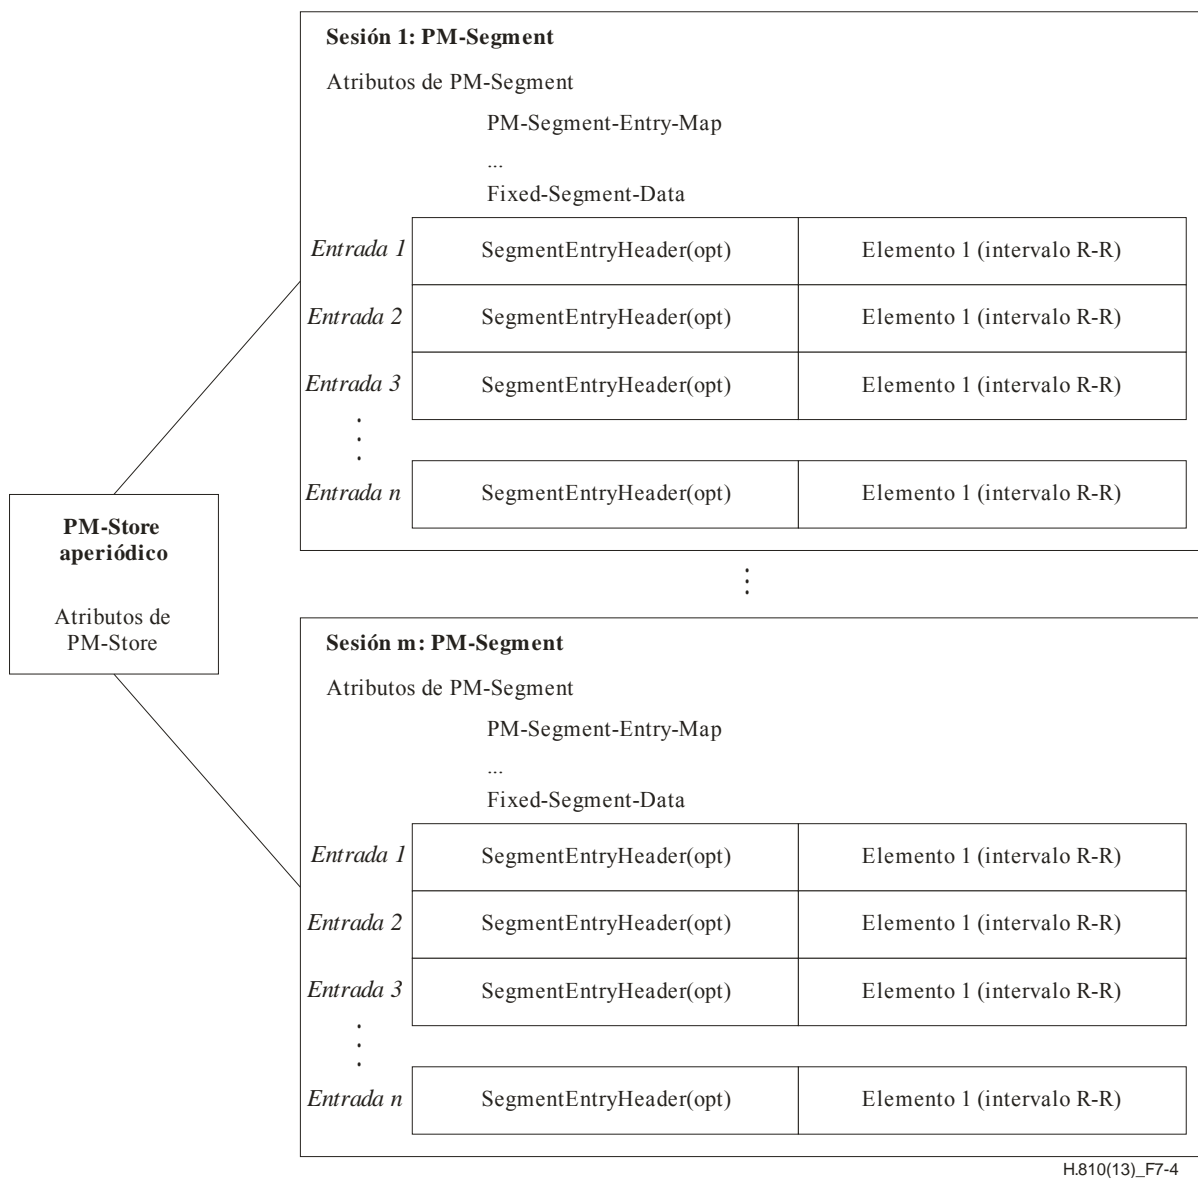 Sesión 1: PM-Segment
Atributos de PM-Segment
PM-Segment-Entry-Map
...
Fixed-Segment-Data
Entrada 1 SegmentEntryHeader(opt) Elemento 1 (intervalo R-R)
Entrada 2 SegmentEntryHeader(opt) Elemento 1 (intervalo R-R)
Entrada 3 SegmentEntryHeader(opt) Elemento 1 (intervalo R-R)
Entrada n SegmentEntryHeader(opt) Elemento 1 (intervalo R-R)
PM-Store
aperiódico
Atributos de
PM-Store
Sesión m: PM-Segment
Atributos de PM-Segment
PM-Segment-Entry-Map
...
Fixed-Segment-Data
Entrada 1 SegmentEntryHeader(opt) Elemento 1 (intervalo R-R)
Entrada 2 SegmentEntryHeader(opt) Elemento 1 (intervalo R-R)
Entrada 3 SegmentEntryHeader(opt) Elemento 1 (intervalo R-R)
Entrada n SegmentEntryHeader(opt) Elemento 1 (intervalo R-R)
H.810(13)_F7-4